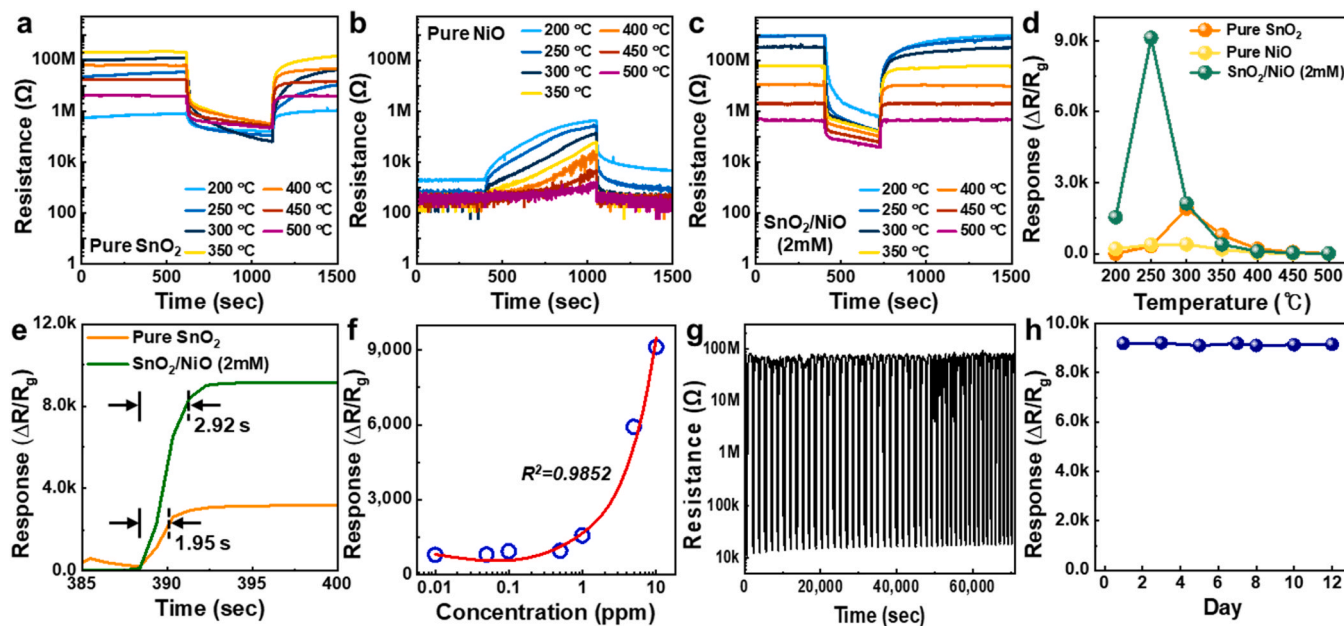 a
Resistance (Ω)
100M
1M
10k
100
1
200 ℃
250 ℃
300 ℃
350 ℃
400 ℃
450 ℃
500 ℃
Pure SnO₂
0
500
1000
1500
Time (sec)
b
Pure NiO
Resistance (Ω)
100M
1M
10k
100
1
200 ℃
250 ℃
300 ℃
350 ℃
400 ℃
450 ℃
500 ℃
0
500
1000
1500
Time (sec)
c
Resistance (Ω)
100M
1M
10k
100
1
200 ℃
250 ℃
300 ℃
350 ℃
400 ℃
450 ℃
500 ℃
SnO₂/NiO
(2mM)
0
500
1000
1500
Time (sec)
d
Response (ΔR/Rg)
9.0k
6.0k
3.0k
0.0
Pure SnO₂
Pure NiO
SnO₂/NiO (2mM)
200 250 300 350 400 450 500
Temperature (℃)
e
Response (ΔR/Rg)
12.0k
8.0k
4.0k
0.0
Pure SnO₂
SnO₂/NiO (2mM)
2.92 s
1.95 s
385
390
395
400
Time (sec)
f
Response (ΔR/Rg)
9,000
6,000
3,000
0
R²=0.9852
0.01
0.1
1
10
Concentration (ppm)
g
Resistance (Ω)
100M
10M
1M
100k
10k
0
20,000
40,000
60,000
Time (sec)
h
Response (ΔR/Rg)
10.0k
8.0k
6.0k
4.0k
2.0k
0.0
0 2 4 6 8 10 12
Day